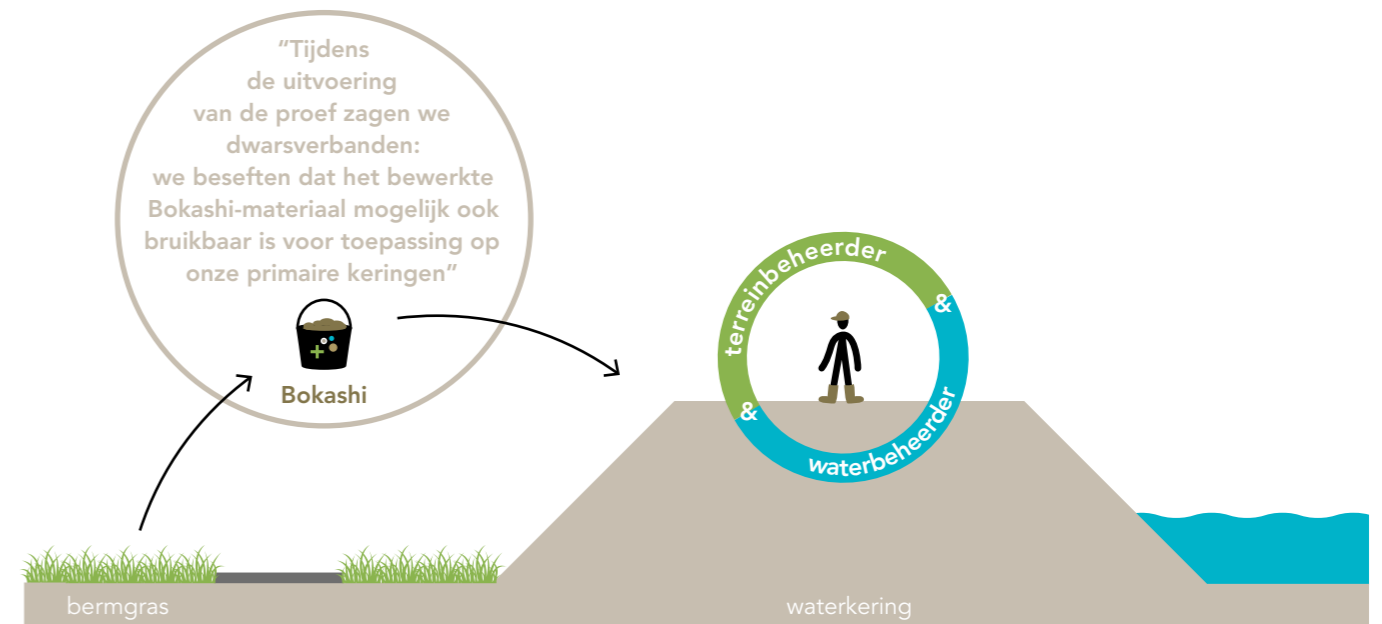 “Tijdens
de uitvoering
van de proef zagen we
dwarsverbanden:
we beseften dat het bewerkte
Bokashi-materiaal mogelijk ook
bruikbaar is voor toepassing op
onze primaire keringen”
Bokashi
terreinbeheerder
&
waterbeheerder
&
bermgras
waterkering